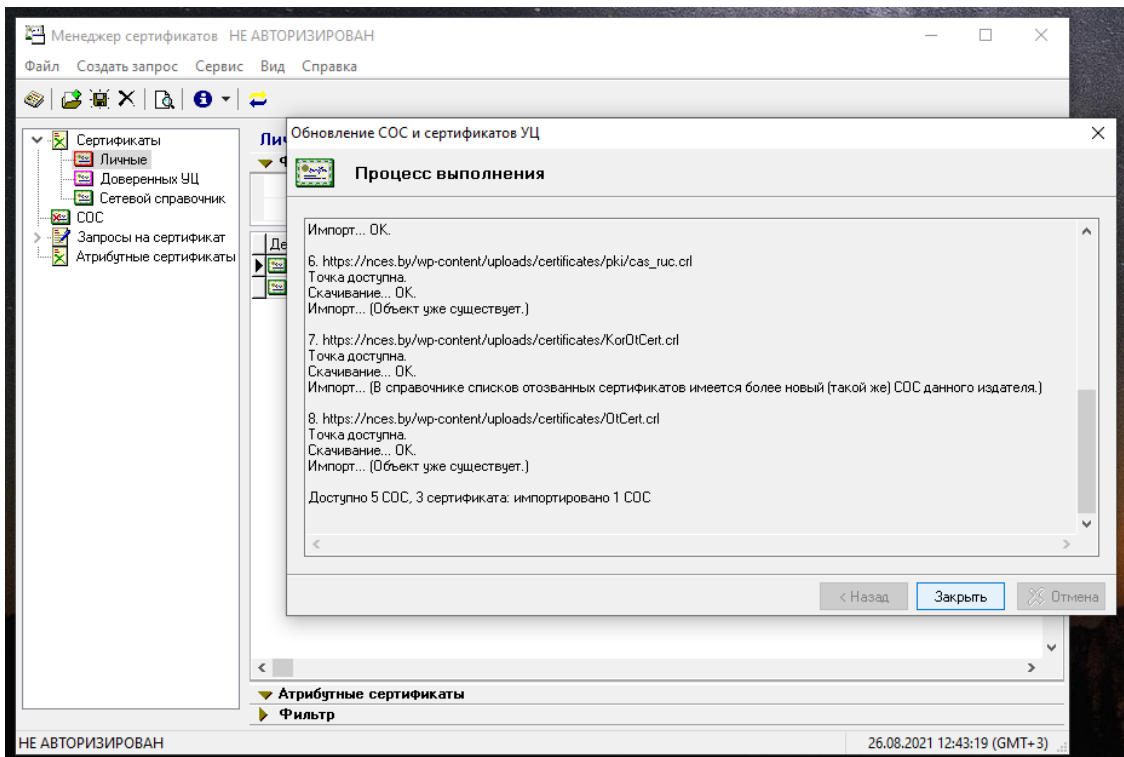 Менеджер сертификатов НЕ АВТОРИЗИРОВАН
Файл Создать запрос Сервис Вид Справка
Сертификаты
Личные
Доверенных УЦ
Сетевой справочник
СОС
Запросы на сертификат
Атрибутные сертификаты
Обновление СОС и сертификатов УЦ
Процесс выполнения
Импорт... ОК.
6. https://nces.by/wp-content/uploads/certificates/pki/cas_ruc.crl
Точка доступна.
Скачивание... ОК.
Импорт... (Объект уже существует.)
7. https://nces.by/wp-content/uploads/certificates/KorOtCert.crl
Точка доступна.
Скачивание... ОК.
Импорт... (В справочнике списков отозванных сертификатов имеется более новый (такой же) СОС данного издателя.)
8. https://nces.by/wp-content/uploads/certificates/OtCert.crl
Точка доступна.
Скачивание... ОК.
Импорт... (Объект уже существует.)
Доступно 5 СОС, 3 сертификата: импортировано 1 СОС
< Назад Закрыть Отмена
Атрибутные сертификаты
Фильтр
НЕ АВТОРИЗИРОВАН 26.08.2021 12:43:19 (GMT+3)